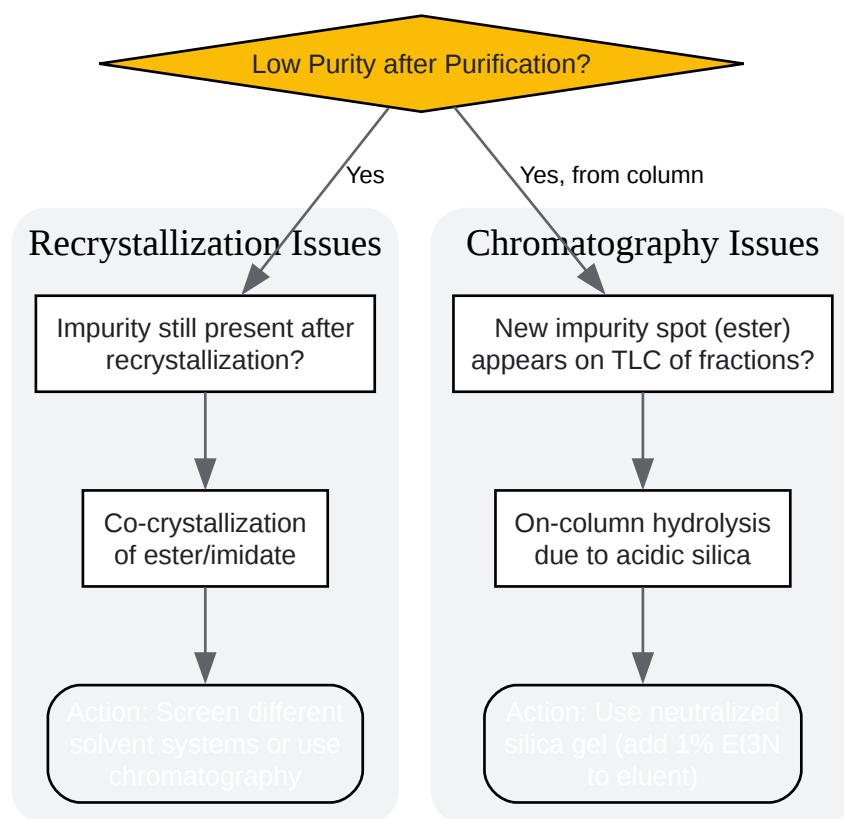 Low Purity after Purification?
Yes
Yes, from column
Recrystallization Issues
Impurity still present after
recrystallization?
Co-crystallization
of ester/imidate
Action: Screen different
solvent systems or use
chromatography
Chromatography Issues
New impurity spot (ester)
appears on TLC of fractions?
On-column hydrolysis
due to acidic silica
Action: Use neutralized
silica gel (add 1% Et3N
to eluent)